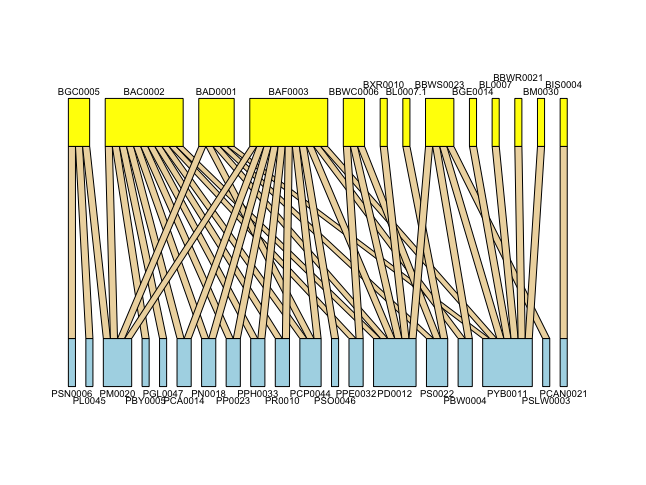 BBWR0021
BXR0010 BBWS0023 BL0007 BIS0004
BGC0005 BAC0002 BAD0001 BAF0003 BBWC0006 BL0007.1 BGE0014 BM0030
PSN0006 PM0020 PGL0047 PN0018 PPH0033 PCP0044 PPE0032 PD0012 PS0022 PYB0011 PCAN0021
PL0045 PBY0005 PCA0014 PP0023 PR0010 PSO0046 PBW0004 PSLW0003